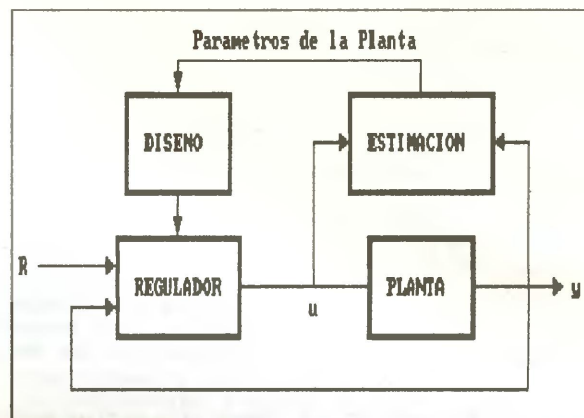 Parametros de la Planta
DISENO
ESTIMACION
R
REGULADOR
PLANTA
u
y